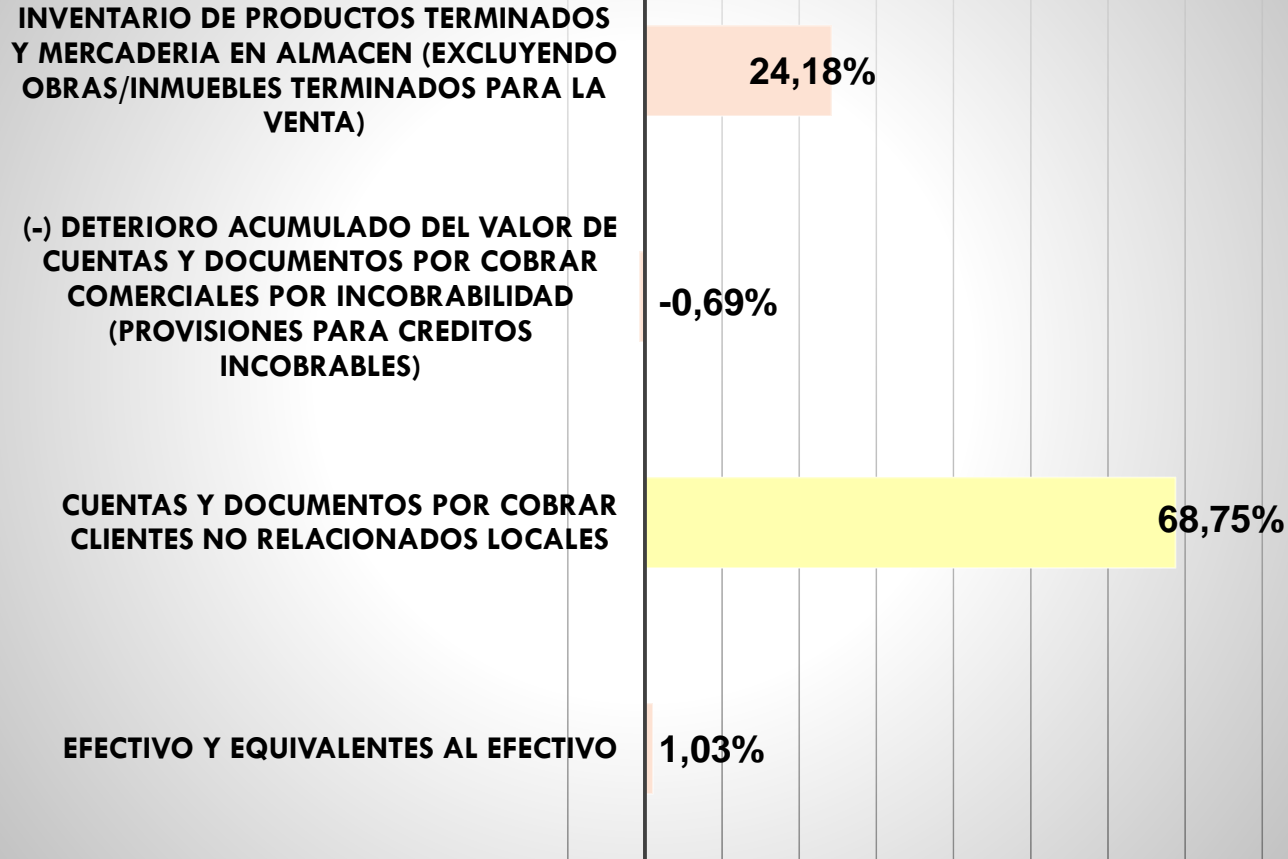 INVENTARIO DE PRODUCTOS TERMINADOS
Y MERCADERIA EN ALMACEN (EXCLUYENDO
OBRAS/INMUEBLES TERMINADOS PARA LA
VENTA)
24,18%
(-) DETERIORO ACUMULADO DEL VALOR DE
CUENTAS Y DOCUMENTOS POR COBRAR
COMERCIALES POR INCOBRABILIDAD
(PROVISIONES PARA CREDITOS
INCOBRABLES)
-0,69%
CUENTAS Y DOCUMENTOS POR COBRAR
CLIENTES NO RELACIONADOS LOCALES
68,75%
EFECTIVO Y EQUIVALENTES AL EFECTIVO
1,03%